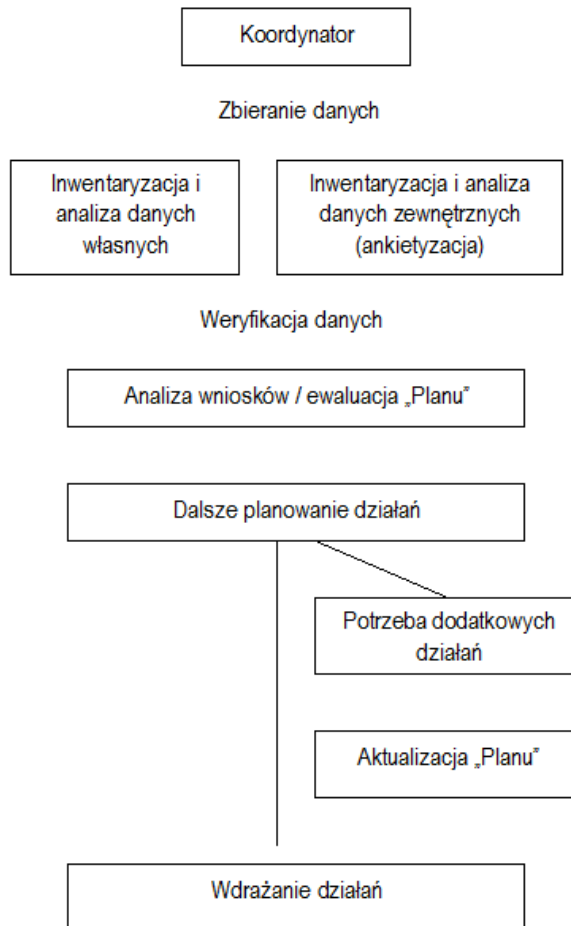 Koordynator
Zbieranie danych
Inwentaryzacja i
analiza danych
własnych
Inwentaryzacja i analiza
danych zewnętrznych
(ankietyzacja)
Weryfikacja danych
Analiza wniosków / ewaluacja „Planu”
Dalsze planowanie działań
Potrzeba dodatkowych
działań
Aktualizacja „Planu”
Wdrażanie działań